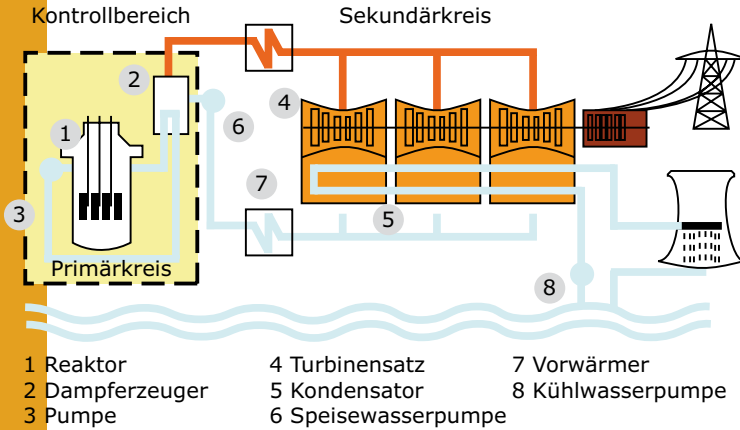 Kontrollbereich
Sekundärkreis
2
4
1
6
7
3
5
Primärkreis
8
1 Reaktor
2 Dampferzeuger
3 Pumpe
4 Turbinensatz
5 Kondensator
6 Speisewasserpumpe
7 Vorwärmer
8 Kühlwasserpumpe